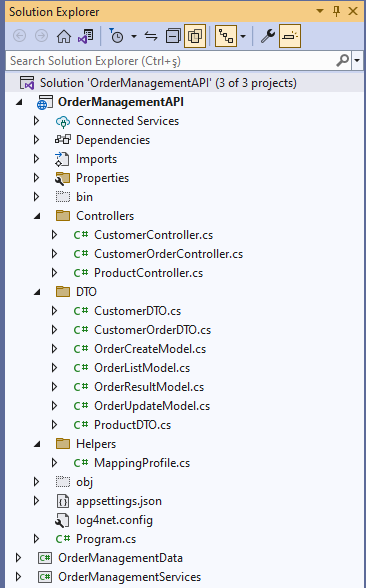 Solution Explorer
Search Solution Explorer (Ctrl+ş)
Solution 'OrderManagementAPI' (3 of 3 projects)
OrderManagementAPI
Connected Services
Dependencies
Imports
Properties
bin
Controllers
C# CustomerController.cs
C# CustomerOrderController.cs
C# ProductController.cs
DTO
C# CustomerDTO.cs
C# CustomerOrderDTO.cs
C# OrderCreateModel.cs
C# OrderListModel.cs
C# OrderResultModel.cs
C# OrderUpdateModel.cs
C# ProductDTO.cs
Helpers
C# MappingProfile.cs
obj
appsettings.json
log4net.config
C# Program.cs
C# OrderManagementData
C# OrderManagementServices